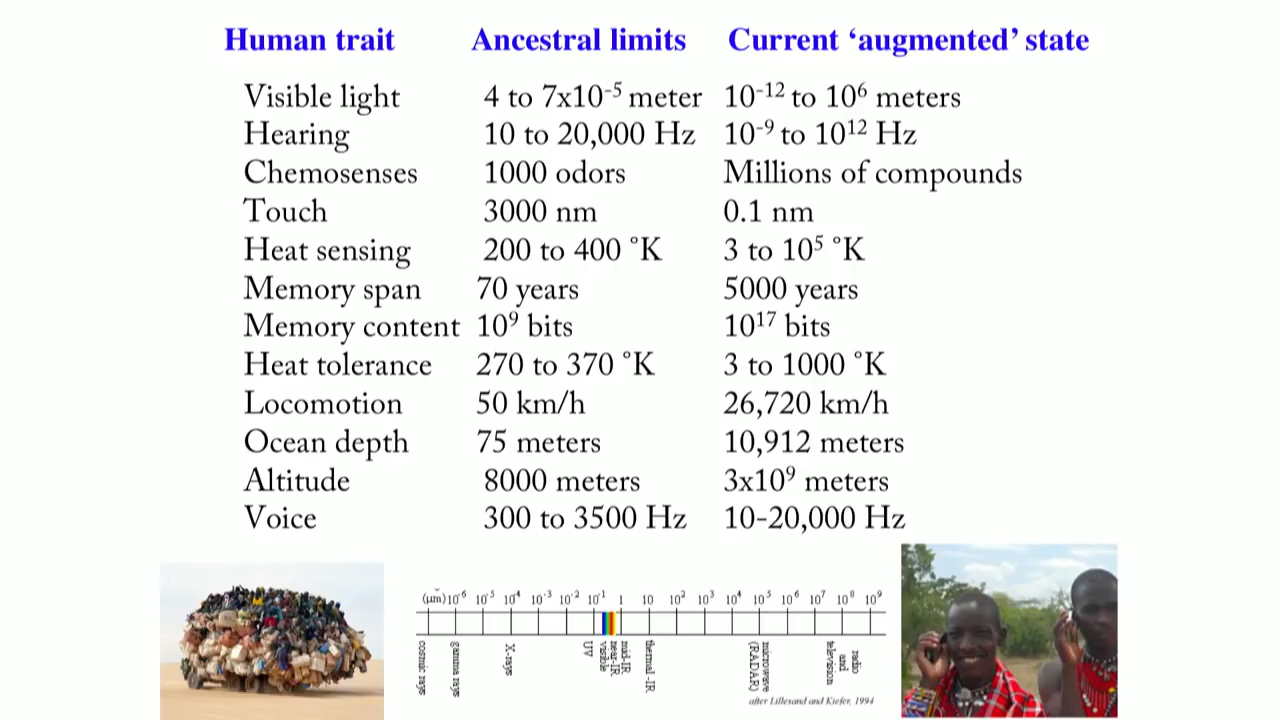 Human trait Ancestral limits Current ‘augmented’ state
Visible light 4 to 7x10⁻⁵ meter 10⁻¹² to 10⁶ meters
Hearing 10 to 20,000 Hz 10⁻⁹ to 10¹² Hz
Chemosenses 1000 odors Millions of compounds
Touch 3000 nm 0.1 nm
Heat sensing 200 to 400 °K 3 to 10⁵ °K
Memory span 70 years 5000 years
Memory content 10⁹ bits 10¹⁷ bits
Heat tolerance 270 to 370 °K 3 to 1000 °K
Locomotion 50 km/h 26,720 km/h
Ocean depth 75 meters 10,912 meters
Altitude 8000 meters 3x10⁹ meters
Voice 300 to 3500 Hz 10-20,000 Hz
(μm) 10⁻⁶ 10⁻⁵ 10⁻⁴ 10⁻³ 10⁻² 10⁻¹ 1 10 10² 10³ 10⁴ 10⁵ 10⁶ 10⁷ 10⁸ 10⁹
cosmic rays
gamma rays
X-rays
UV
visible
near-IR
mid-IR
thermal -IR
microwave
(RADAR)
television
and
radio
after Lillesand and Kiefer, 1994